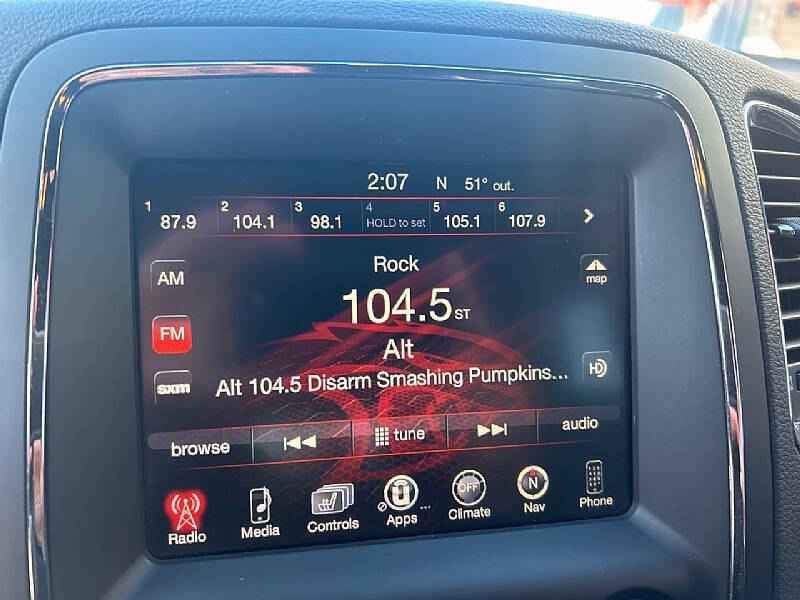 2:07 N 51° out.
1 87.9 2 104.1 3 98.1 4 HOLD to set 5 105.1 6 107.9 >
AM
Rock
map
104.5 ST
FM
Alt
HD
sxm
Alt 104.5 Disarm Smashing Pumpkins...
browse tune audio
OFF N
Radio Media Controls Apps ... Climate Nav Phone